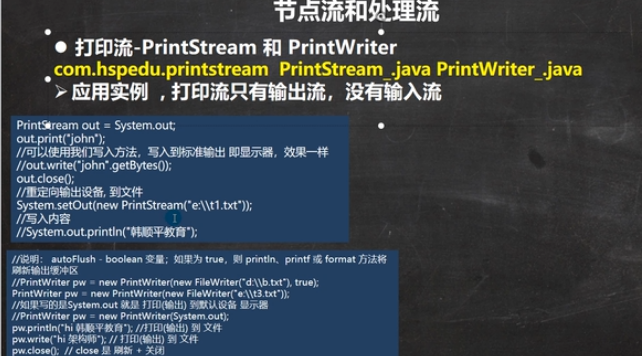 节点流和处理流
● 打印流-PrintStream 和 PrintWriter
com.hspedu.printstream  PrintStream_.java PrintWriter_.java
➢ 应用实例 ，打印流只有输出流，没有输入流
PrintStream out = System.out;
out.print("john");
//可以使用我们写入方法，写入到标准输出 即显示器，效果一样
//out.write("john".getBytes());
out.close();
//重定向输出设备, 到文件
System.setOut(new PrintStream("e:\\t1.txt"));
//写入内容
//System.out.println("韩顺平教育");
//说明： autoFlush - boolean 变量；如果为 true，则 println、printf 或 format 方法将
刷新输出缓冲区
//PrintWriter pw = new PrintWriter(new FileWriter("d:\\b.txt"), true);
PrintWriter pw = new PrintWriter(new FileWriter("e:\\t3.txt"));
//如果写的是System.out 就是 打印(输出) 到默认设备 显示器
//PrintWriter pw = new PrintWriter(System.out);
pw.println("hi 韩顺平教育"); //打印(输出) 到 文件
pw.write("hi 架构师"); // 打印(输出) 到 文件
pw.close();  // close 是 刷新 + 关闭